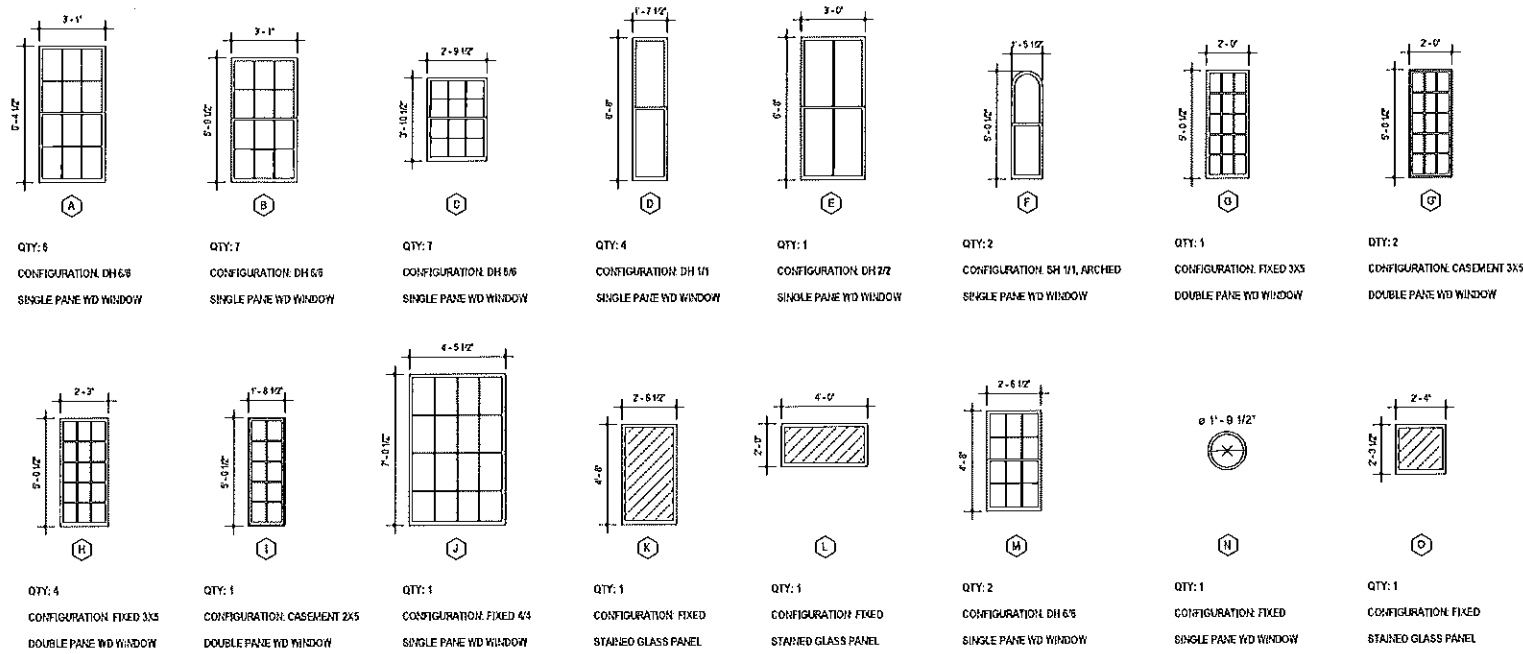 3'-1"
6'-4 1/2"
A
QTY: 6
CONFIGURATION: DH 6/6
SINGLE PANE WD WINDOW
3'-1"
5'-9 1/2"
B
QTY: 7
CONFIGURATION: DH 6/6
SINGLE PANE WD WINDOW
2'-9 1/2"
3'-10 1/2"
C
QTY: 7
CONFIGURATION: DH 6/6
SINGLE PANE WD WINDOW
1'-7 1/2"
6'-8"
D
QTY: 4
CONFIGURATION: DH 1/1
SINGLE PANE WD WINDOW
3'-0"
6'-8"
E
QTY: 1
CONFIGURATION: DH 2/2
SINGLE PANE WD WINDOW
1'-5 1/2"
5'-0 1/2"
F
QTY: 2
CONFIGURATION: SH 1/1, ARCHED
SINGLE PANE WD WINDOW
2'-0"
5'-0 1/2"
G
QTY: 1
CONFIGURATION: FIXED 3X5
DOUBLE PANE WD WINDOW
2'-0"
5'-0 1/2"
G'
QTY: 2
CONFIGURATION: CASEMENT 3X5
DOUBLE PANE WD WINDOW
2'-3"
5'-0 1/2"
H
QTY: 4
CONFIGURATION: FIXED 3X5
DOUBLE PANE WD WINDOW
1'-8 1/2"
5'-0 1/2"
I
QTY: 1
CONFIGURATION: CASEMENT 2X5
DOUBLE PANE WD WINDOW
4'-5 1/2"
7'-0 1/2"
J
QTY: 1
CONFIGURATION: FIXED 4/4
SINGLE PANE WD WINDOW
2'-6 1/2"
4'-8"
K
QTY: 1
CONFIGURATION: FIXED
STAINED GLASS PANEL
4'-0"
2'-0"
L
QTY: 1
CONFIGURATION: FIXED
STAINED GLASS PANEL
2'-6 1/2"
4'-8"
M
QTY: 2
CONFIGURATION: DH 6/6
SINGLE PANE WD WINDOW
ø 1'-9 1/2"
N
QTY: 1
CONFIGURATION: FIXED
SINGLE PANE WD WINDOW
2'-4"
2'-3 1/2"
O
QTY: 1
CONFIGURATION: FIXED
STAINED GLASS PANEL